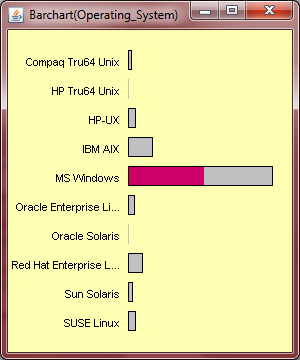 Barchart(Operating_System)
Compaq Tru64 Unix
HP Tru64 Unix
HP-UX
IBM AIX
MS Windows
Oracle Enterprise Li...
Oracle Solaris
Red Hat Enterprise L...
Sun Solaris
SUSE Linux